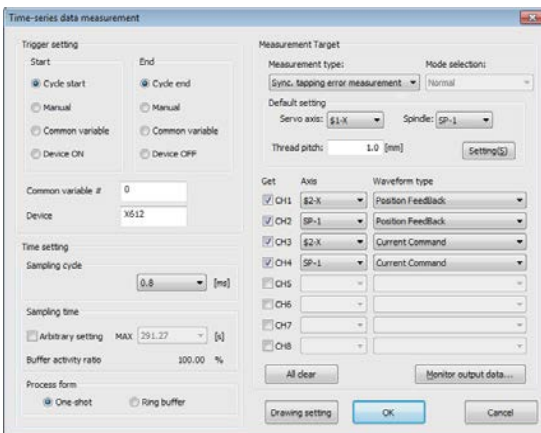 Time-series data measurement
Trigger setting
Start
End
Cycle start
Cycle end
Manual
Manual
Common variable
Common variable
Device ON
Device OFF
Common variable # 0
Device X612
Time setting
Sampling cycle
0.8 [ms]
Sampling time
Arbitrary setting MAX 291.27 [s]
Buffer activity ratio 100.00 %
Process form
One-shot Ring buffer
Measurement Target
Measurement type: Mode selection:
Sync. tapping error measurement Normal
Default setting
Servo axis: $1-X Spindle: SP-1
Thread pitch: 1.0 [mm] Setting(S)
Get Axis Waveform type
CH1 $2-X Position FeedBack
CH2 SP-1 Position FeedBack
CH3 $2-X Current Command
CH4 SP-1 Current Command
CH5
CH6
CH7
CH8
All clear Monitor output data...
Drawing setting OK Cancel